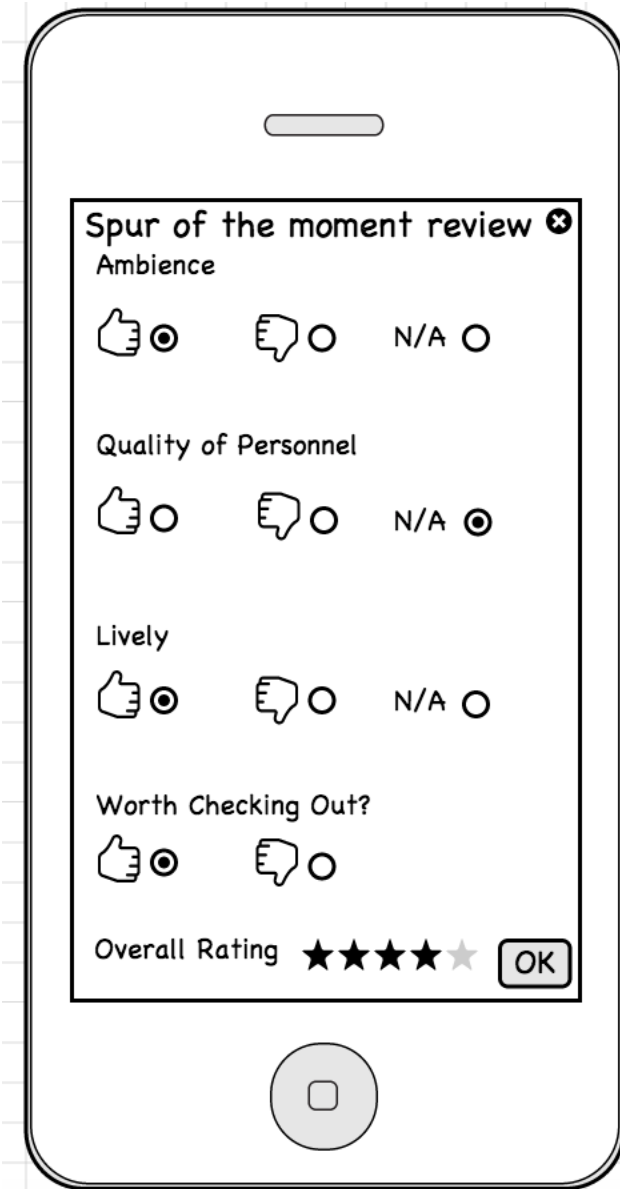 Spur of the moment review
Ambience
N/A
Quality of Personnel
N/A
Lively
N/A
Worth Checking Out?
Overall Rating
OK